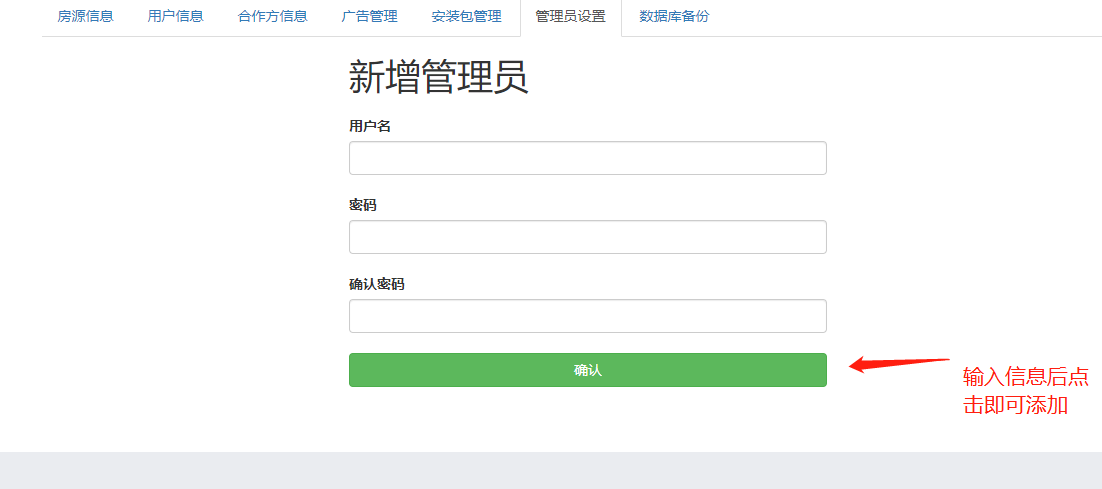 房源信息 用户信息 合作方信息 广告管理 安装包管理 管理员设置 数据库备份
新增管理员
用户名
密码
确认密码
确认
输入信息后点
击即可添加